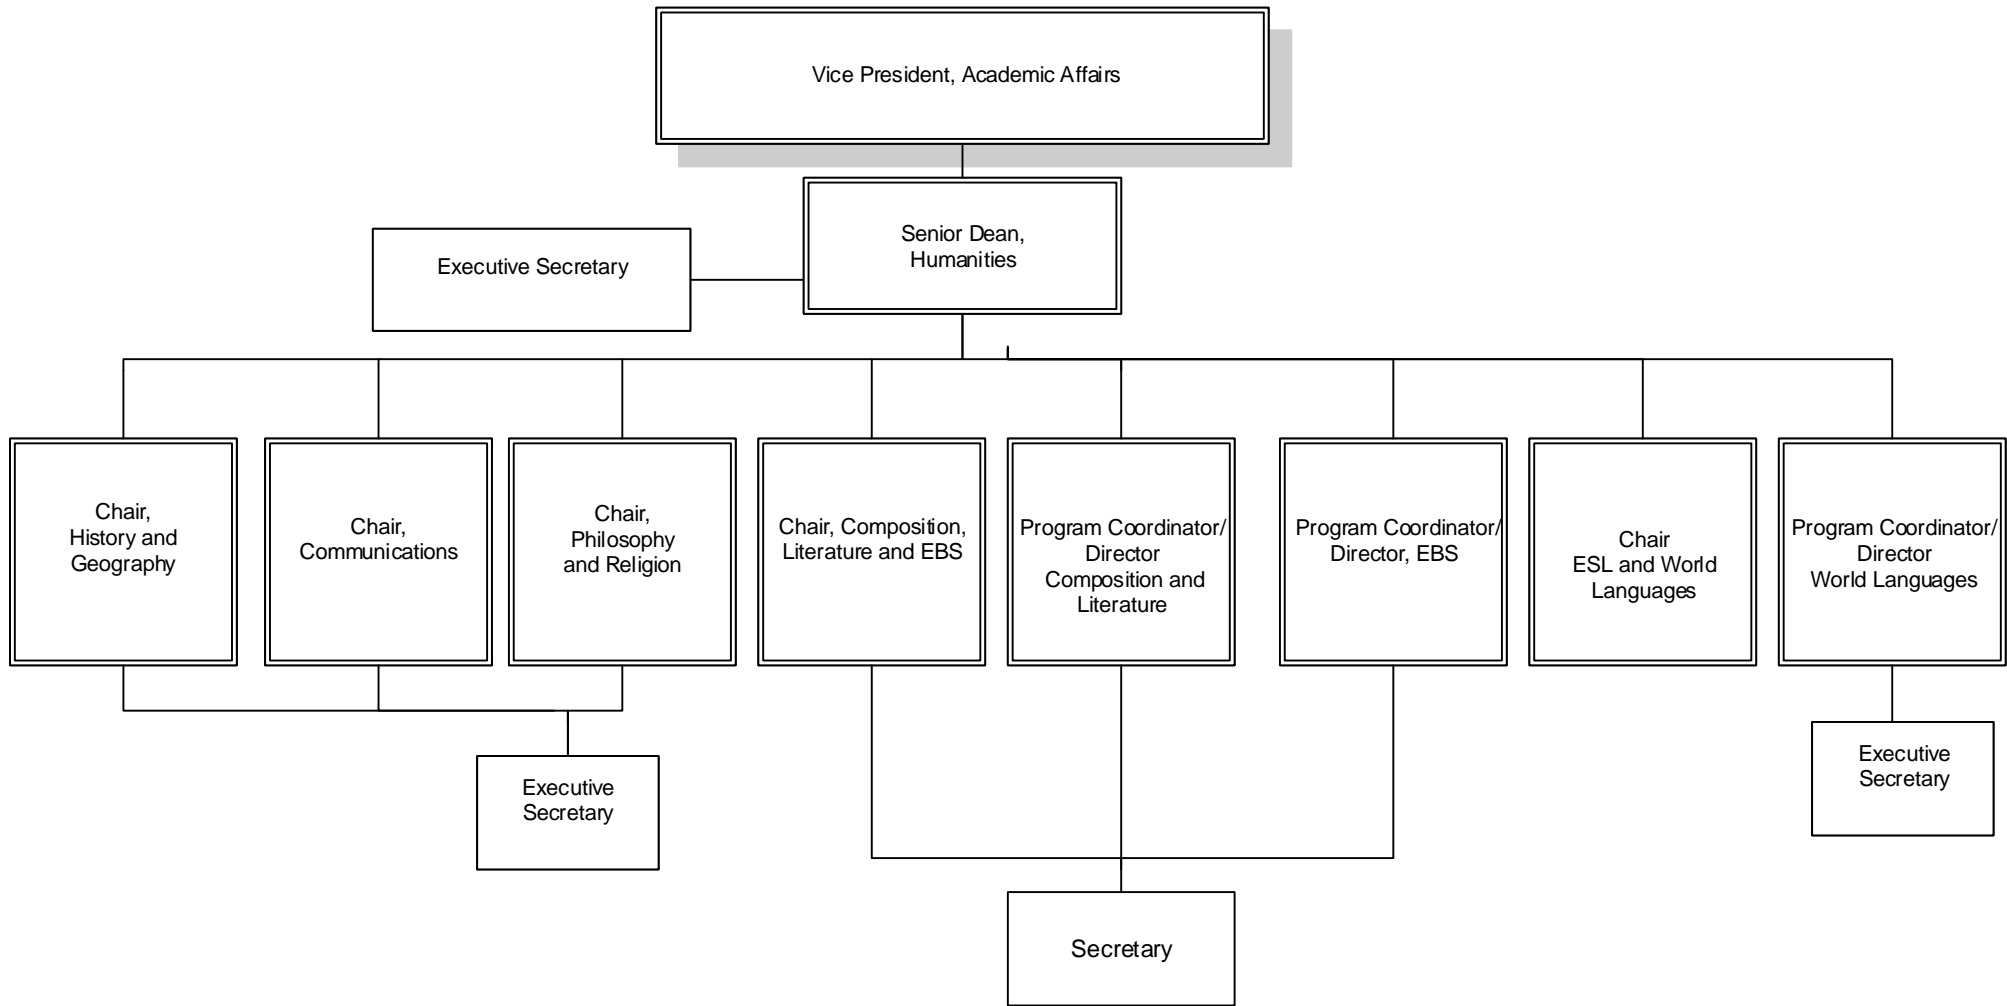 Vice President, Academic Affairs
Senior Dean,
Humanities
Executive Secretary
Chair,
History and
Geography
Chair,
Communications
Chair,
Philosophy
and Religion
Chair, Composition,
Literature and EBS
Program Coordinator/
Director
Composition and
Literature
Program Coordinator/
Director, EBS
Chair
ESL and World
Languages
Program Coordinator/
Director
World Languages
Executive
Secretary
Executive
Secretary
Secretary